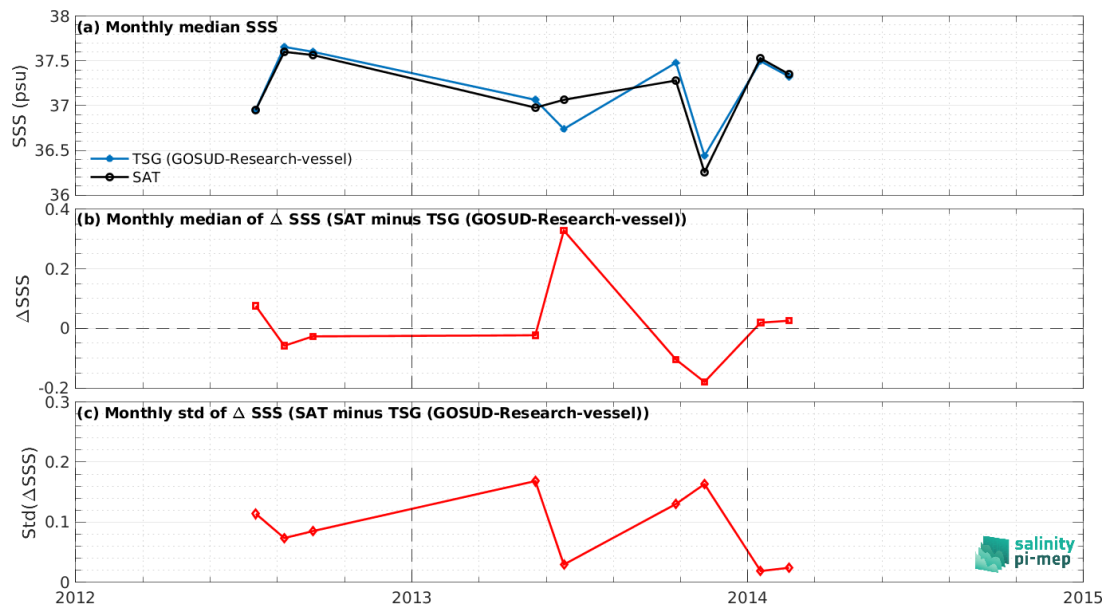 (a) Monthly median SSS
SSS (psu)
38
37.5
37
36.5
36
TSG (GOSUD-Research-vessel)
SAT
(b) Monthly median of Δ SSS (SAT minus TSG (GOSUD-Research-vessel))
ΔSSS
0.4
0.2
0
-0.2
(c) Monthly std of Δ SSS (SAT minus TSG (GOSUD-Research-vessel))
Std(ΔSSS)
0.3
0.2
0.1
0
2012
2013
2014
2015
salinity
pi-mep